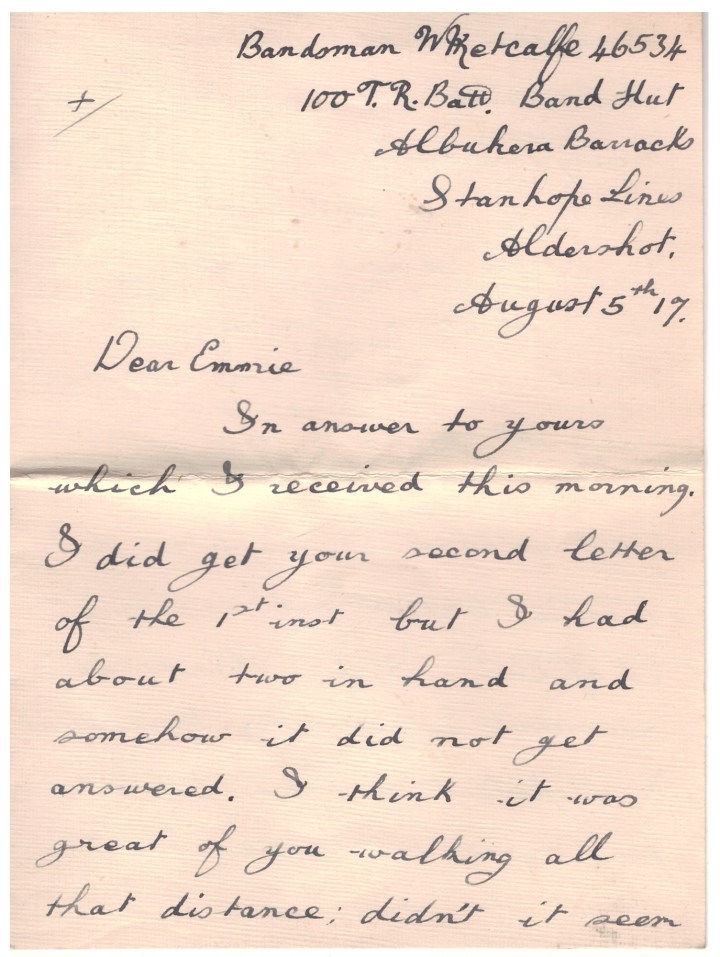 Bandsman W Metcalfe 46534
100 T. R. Batt. Band Hut
Albuhera Barracks
Stanhope Lines
Aldershot.
August 5th 17.
+/
Dear Emmie
In answer to yours
which I received this morning.
I did get your second letter
of the 1st inst but I had
about two in hand and
somehow it did not get
answered. I think it was
great of you walking all
that distance; didn't it seem